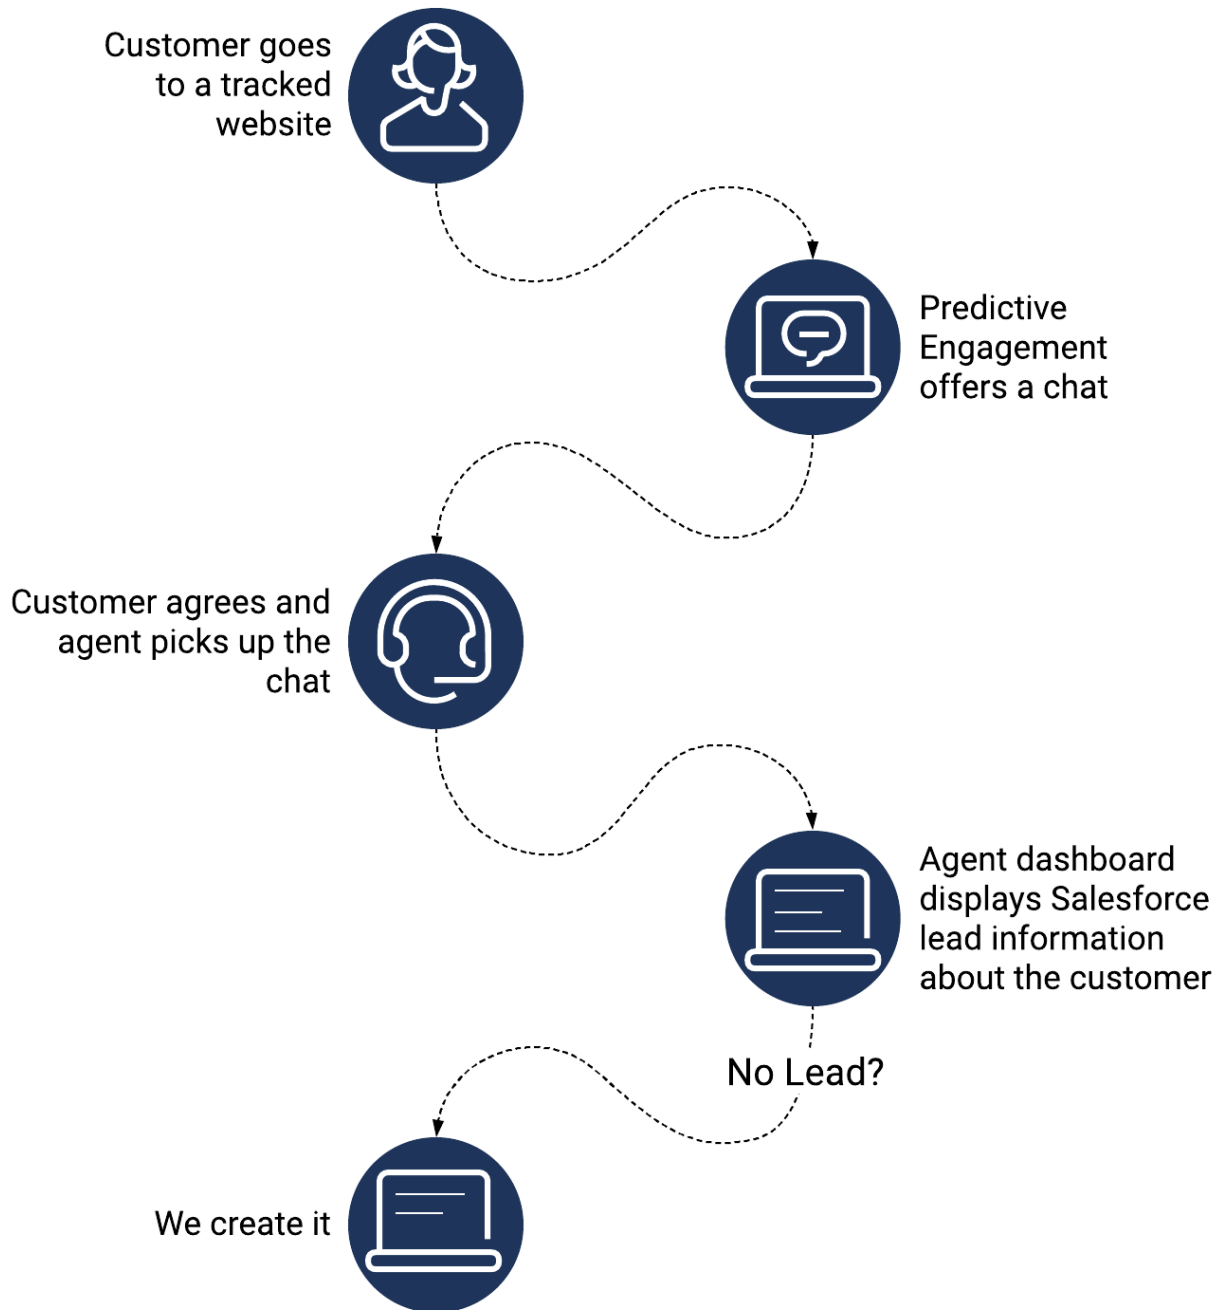 Customer goes
to a tracked
website
Predictive
Engagement
offers a chat
Customer agrees and
agent picks up the
chat
Agent dashboard
displays Salesforce
lead information
about the customer
No Lead?
We create it